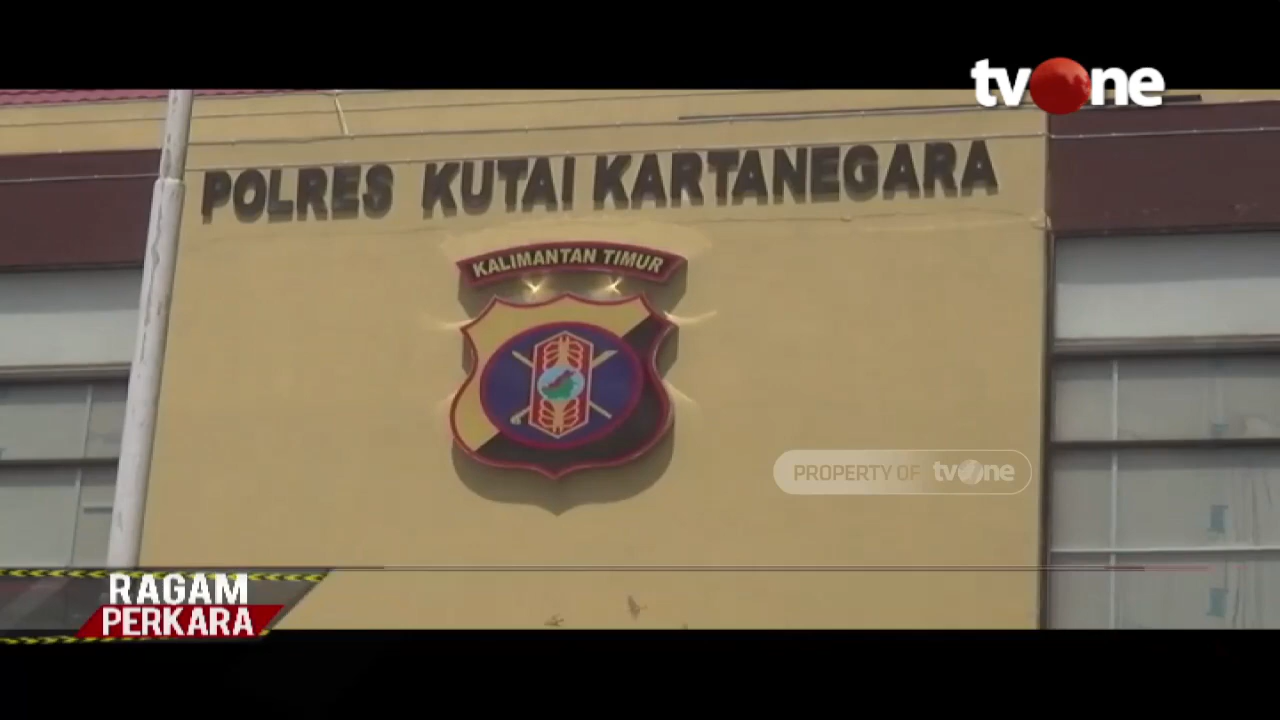 tvone
POLRES KUTAI KARTANEGARA
KALIMANTAN TIMUR
PROPERTY OF tvone
RAGAM
PERKARA